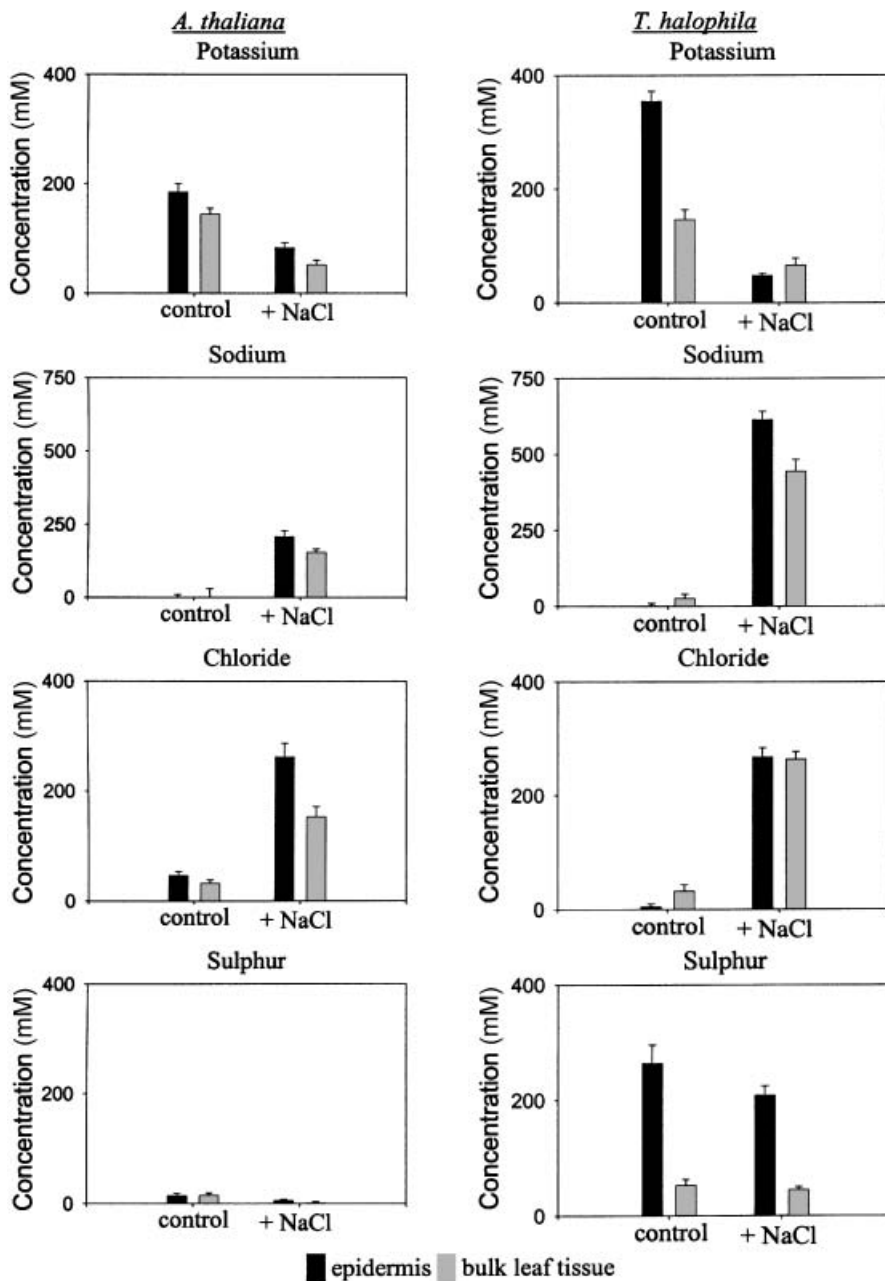 A. thaliana
Potassium
Concentration (mM)
400
200
0
control
+ NaCl
T. halophila
Potassium
Concentration (mM)
400
200
0
control
+ NaCl
Sodium
Concentration (mM)
750
500
250
0
control
+ NaCl
Sodium
Concentration (mM)
750
500
250
0
control
+ NaCl
Chloride
Concentration (mM)
400
200
0
control
+ NaCl
Chloride
Concentration (mM)
400
200
0
control
+ NaCl
Sulphur
Concentration (mM)
400
200
0
control
+ NaCl
Sulphur
Concentration (mM)
400
200
0
control
+ NaCl
epidermis
bulk leaf tissue